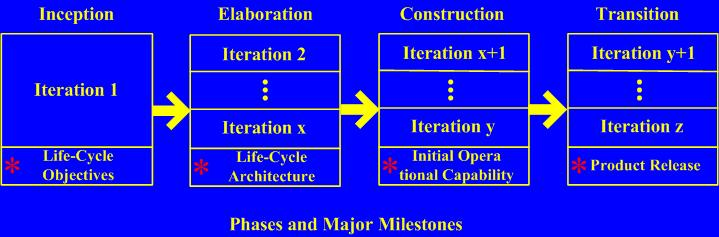 Inception
Elaboration
Construction
Transition
Iteration 1
Iteration 2
⋮
Iteration x
Iteration x+1
⋮
Iteration y
Iteration y+1
⋮
Iteration z
* Life-Cycle
Objectives
* Life-Cycle
Architecture
* Initial Opera
tional Capability
* Product Release
Phases and Major Milestones